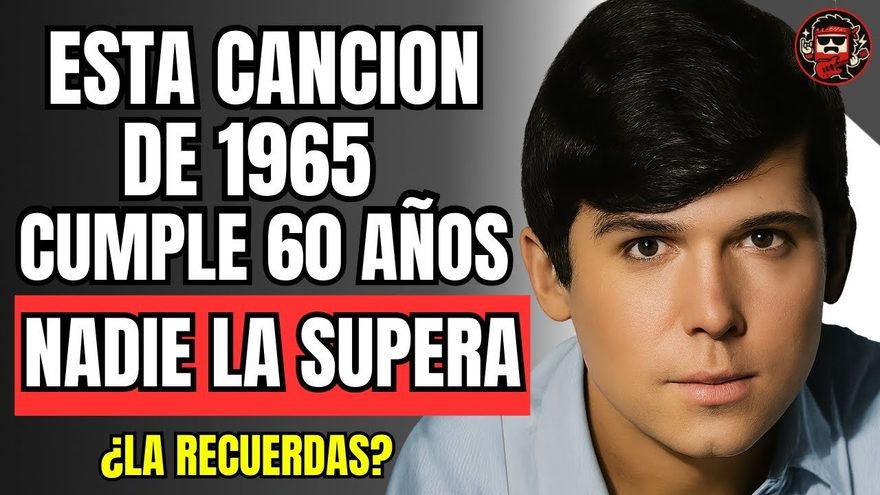 ESTA CANCION
DE 1965
CUMPLE 60 AÑOS
NADIE LA SUPERA
¿LA RECUERDAS?